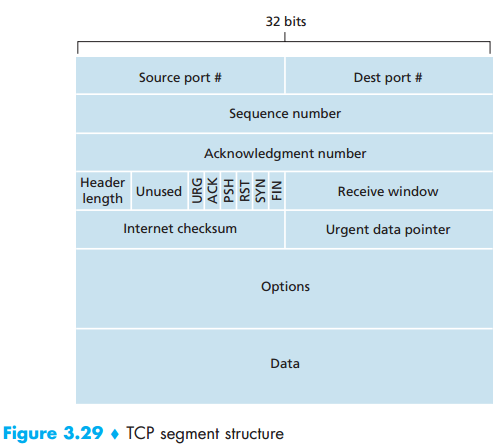 32 bits
Source port # Dest port #
Sequence number
Acknowledgment number
Header length Unused URG ACK PSH RST SYN FIN Receive window
Internet checksum Urgent data pointer
Options
Data
Figure 3.29 ♦ TCP segment structure